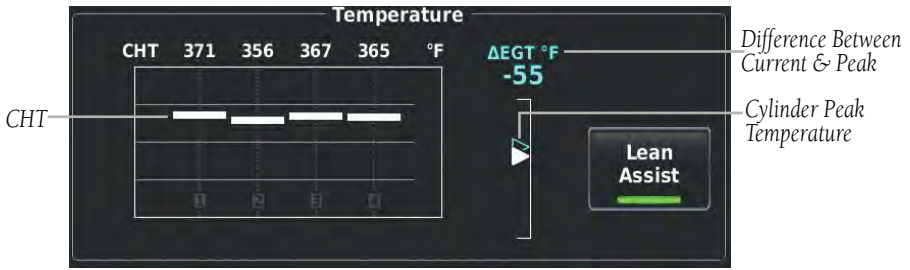 Temperature
CHT 371 356 367 365 °F
ΔEGT °F
-55
Difference Between
Current & Peak
CHT
Cylinder Peak
Temperature
Lean
Assist
1 2 3 4